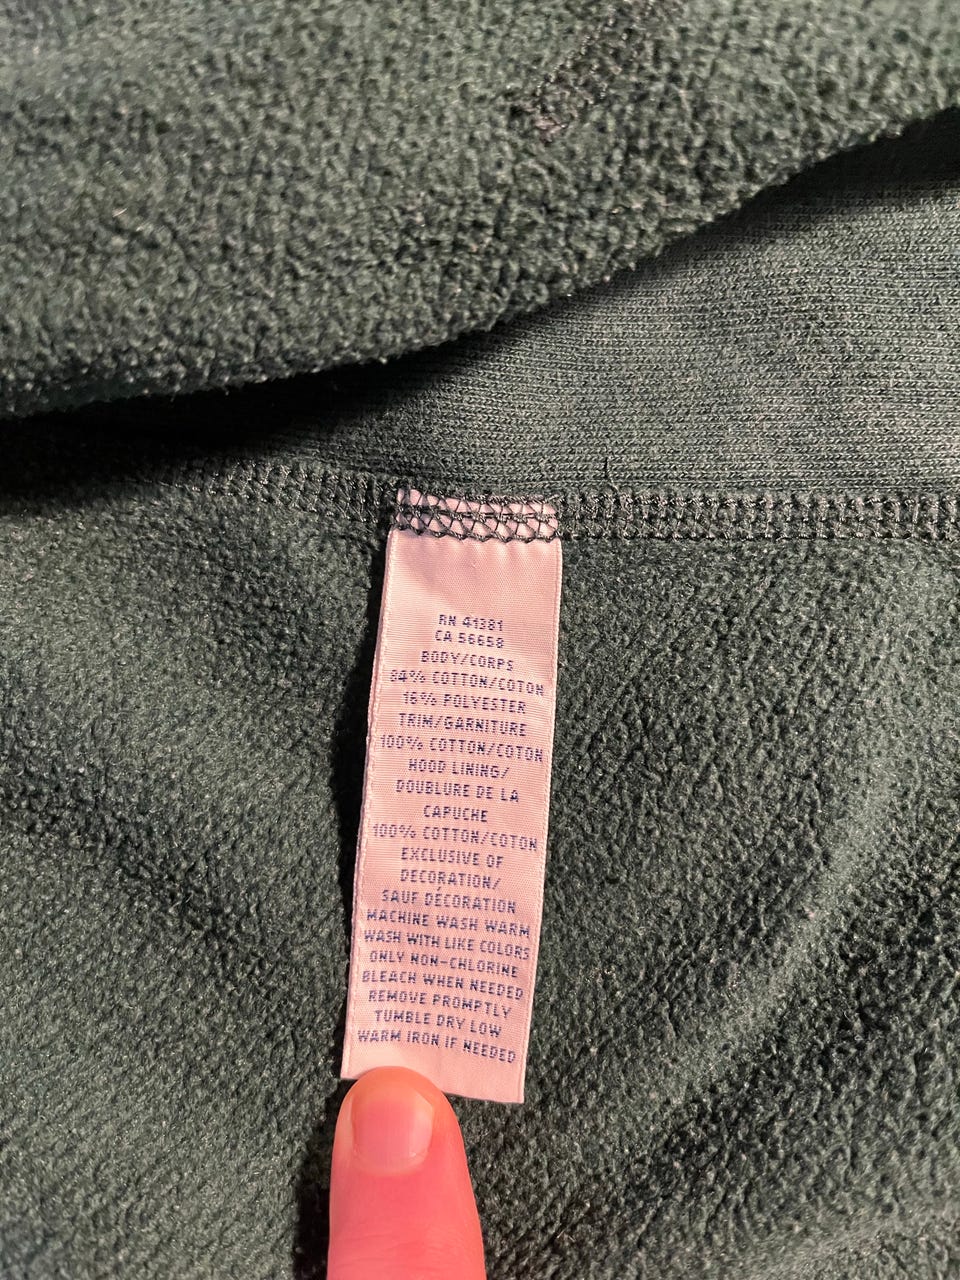 RN 41381
CA 56658
BODY/CORPS
84% COTTON/COTON
16% POLYESTER
TRIM/GARNITURE
100% COTTON/COTON
HOOD LINING/
DOUBLURE DE LA
CAPUCHE
100% COTTON/COTON
EXCLUSIVE OF
DECORATION/
SAUF DÉCORATION
MACHINE WASH WARM
WASH WITH LIKE COLORS
ONLY NON-CHLORINE
BLEACH WHEN NEEDED
REMOVE PROMPTLY
TUMBLE DRY LOW
WARM IRON IF NEEDED